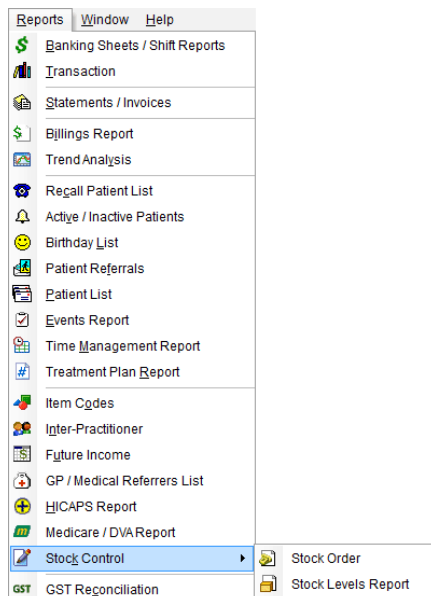 Reports Window Help
Banking Sheets / Shift Reports
Transaction
Statements / Invoices
Billings Report
Trend Analysis
Recall Patient List
Active / Inactive Patients
Birthday List
Patient Referrals
Patient List
Events Report
Time Management Report
Treatment Plan Report
Item Codes
Inter-Practitioner
Future Income
GP / Medical Referrers List
HICAPS Report
Medicare / DVA Report
Stock Control
Stock Order
Stock Levels Report
GST GST Reconciliation